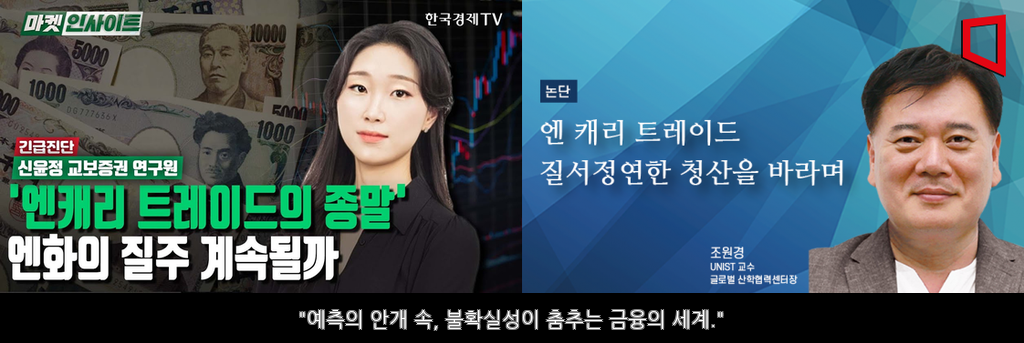 마켓인사이트
한국경제TV
긴급진단
신윤정 교보증권 연구원
'엔캐리 트레이드의 종말'
엔화의 질주 계속될까
1000
5000
1000
논단
엔 캐리 트레이드
질서정연한 청산을 바라며
조원경
UNIST 교수
글로벌 산학협력센터장
"예측의 안개 속, 불확실성이 춤추는 금융의 세계."